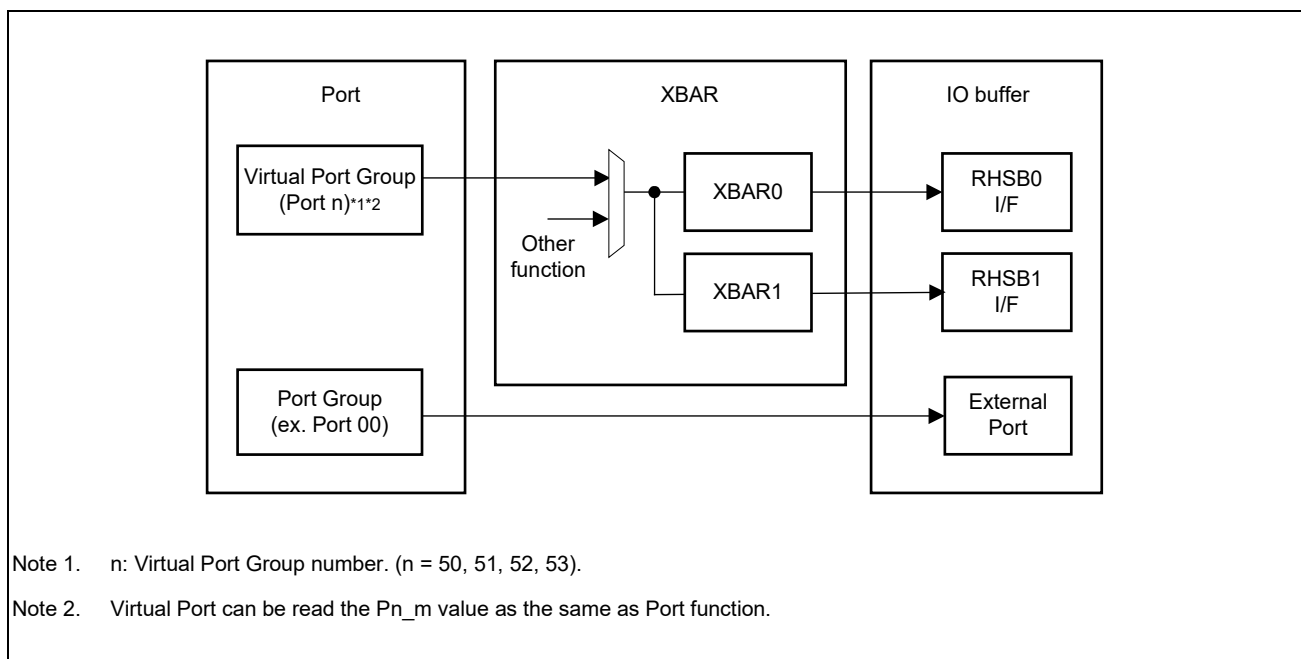 Port
XBAR
IO buffer
Virtual Port Group
(Port n)*1*2
Other
function
XBAR0
XBAR1
RHSB0
I/F
RHSB1
I/F
Port Group
(ex. Port 00)
External
Port
Note 1. n: Virtual Port Group number. (n = 50, 51, 52, 53).
Note 2. Virtual Port can be read the Pn_m value as the same as Port function.